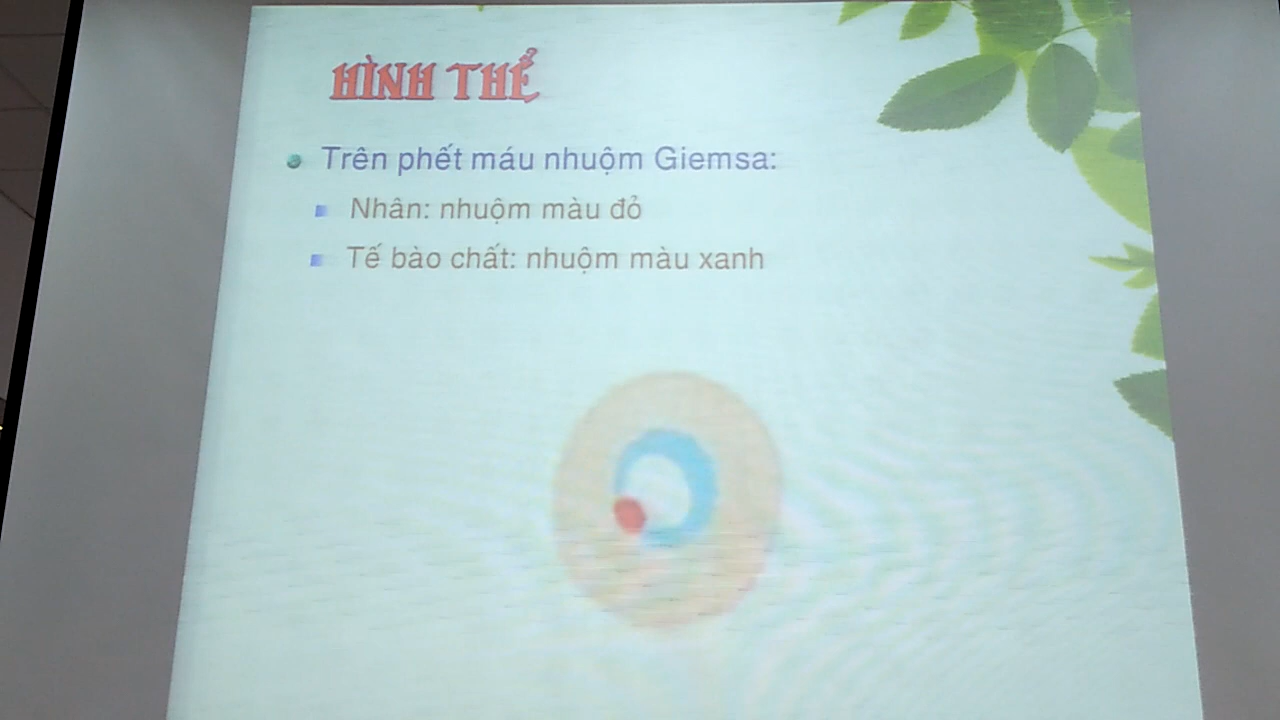 HÌNH THỂ
Trên phết máu nhuộm Giemsa:
Nhân: nhuộm màu đỏ
Tế bào chất: nhuộm màu xanh